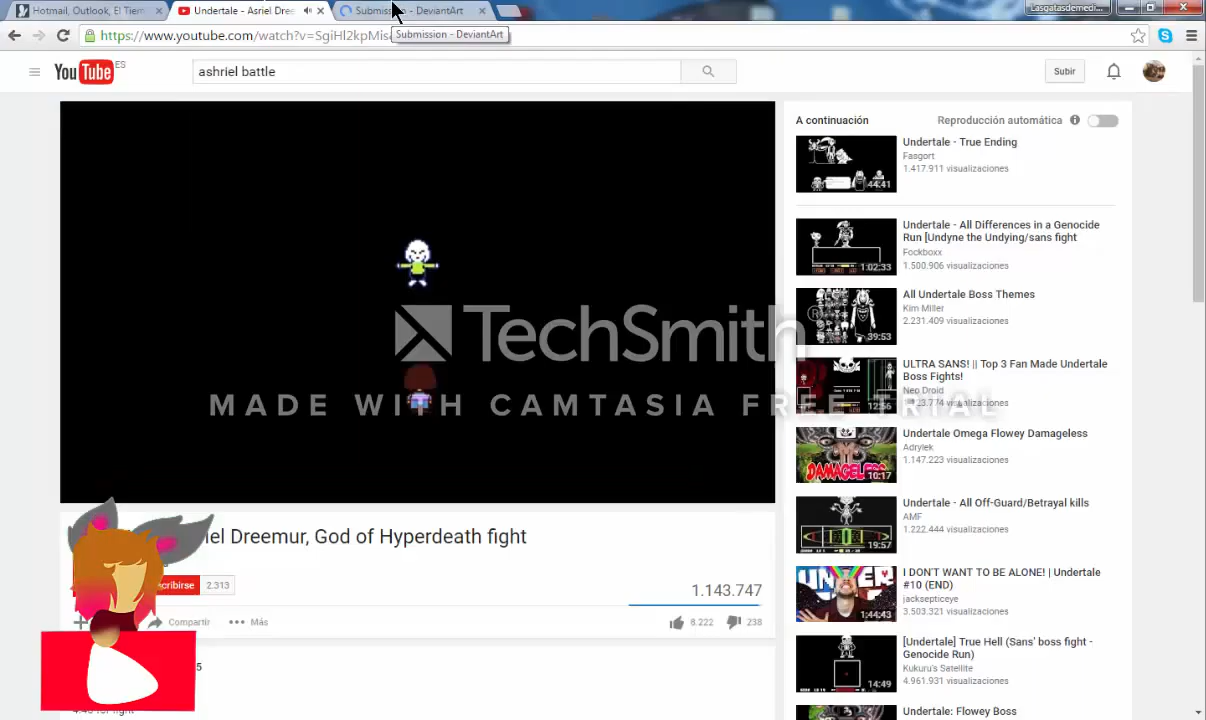 Hotmail, Outlook, El Tiem
Undertale - Asriel Dree
Submission - DeviantArt
Lasgatasdemedi...
https://www.youtube.com/watch?v=SgiHl2kpMis
Submission - DeviantArt
YouTube ES
ashriel battle
Subir
A continuación
Reproducción automática
Undertale - True Ending
Fasgort
1.417.911 visualizaciones
44:41
Undertale - All Differences in a Genocide
Run [Undyne the Undying/sans fight
Fockboxx
1.500.906 visualizaciones
1:02:33
All Undertale Boss Themes
Kim Miller
2.231.409 visualizaciones
39:53
TechSmith
MADE WITH CAMTASIA FREE TRIAL
ULTRA SANS! || Top 3 Fan Made Undertale
Boss Fights!
Neo Droid
visualizaciones
12:56
Undertale Omega Flowey Damageless
Adrylek
1.147.223 visualizaciones
DAMAGELESS
10:17
Undertale - All Off-Guard/Betrayal kills
AMF
1.222.444 visualizaciones
19:57
iel Dreemur, God of Hyperdeath fight
cribirse
2.313
1.143.747
Compartir
Más
8.222
238
I DON'T WANT TO BE ALONE! | Undertale
#10 (END)
jacksepticeye
3.503.321 visualizaciones
1:44:43
[Undertale] True Hell (Sans' boss fight -
Genocide Run)
Kukuru's Satellite
4.961.931 visualizaciones
14:49
Undertale: Flowey Boss